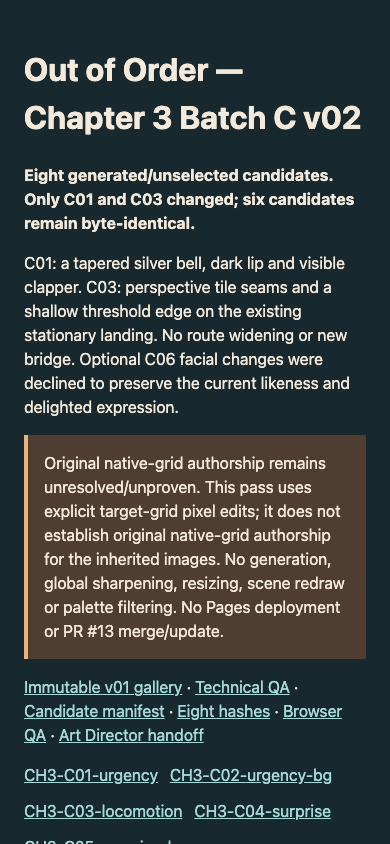 Out of Order —
Chapter 3 Batch C v02
Eight generated/unselected candidates.
Only C01 and C03 changed; six candidates
remain byte-identical.
C01: a tapered silver bell, dark lip and visible
clapper. C03: perspective tile seams and a
shallow threshold edge on the existing
stationary landing. No route widening or new
bridge. Optional C06 facial changes were
declined to preserve the current likeness and
delighted expression.
Original native-grid authorship remains
unresolved/unproven. This pass uses
explicit target-grid pixel edits; it does not
establish original native-grid authorship
for the inherited images. No generation,
global sharpening, resizing, scene redraw
or palette filtering. No Pages deployment
or PR #13 merge/update.
Immutable v01 gallery · Technical QA ·
Candidate manifest · Eight hashes · Browser
QA · Art Director handoff
CH3-C01-urgency CH3-C02-urgency-bg
CH3-C03-locomotion CH3-C04-surprise